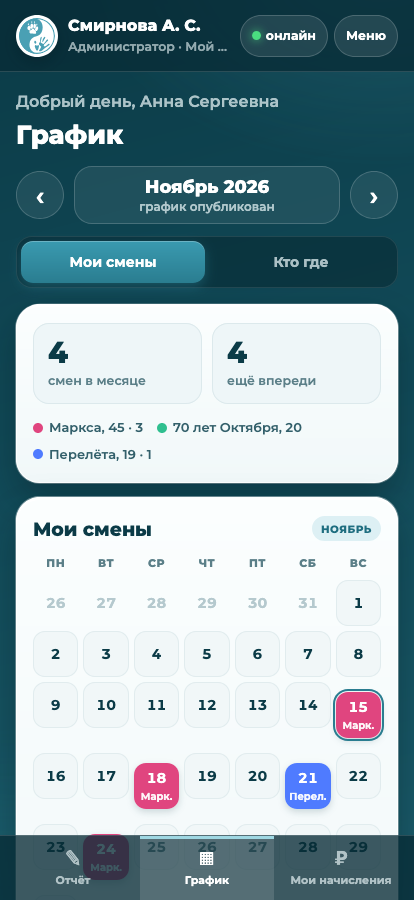 Смирнова А. С.
Администратор · Мой ...
онлайн
Меню
Добрый день, Анна Сергеевна
График
‹
Ноябрь 2026
график опубликован
›
Мои смены
Кто где
4
смен в месяце
4
ещё впереди
Маркса, 45 · 3
70 лет Октября, 20
Перелёта, 19 · 1
Мои смены
НОЯБРЬ
ПН ВТ СР ЧТ ПТ СБ ВС
26 27 28 29 30 31 1
2 3 4 5 6 7 8
9 10 11 12 13 14 15
Марк.
16 17 18 19 20 21 22
Марк. Перел.
23 24 25 26 27 28 29
Марк.
Отчёт
График
₽
Мои начисления